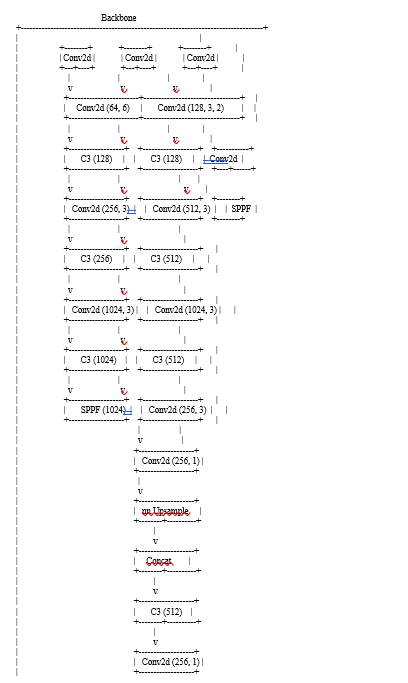 Backbone
Conv2d Conv2d Conv2d
Conv2d (64, 6) Conv2d (128, 3, 2)
C3 (128) C3 (128) Conv2d
Conv2d (256, 3) Conv2d (512, 3) SPPF
C3 (256) C3 (512)
Conv2d (1024, 3) Conv2d (1024, 3)
C3 (1024) C3 (512)
SPPF (1024) Conv2d (256, 3)
Conv2d (256, 1)
nn.Upsample
Concat
C3 (512)
Conv2d (256, 1)